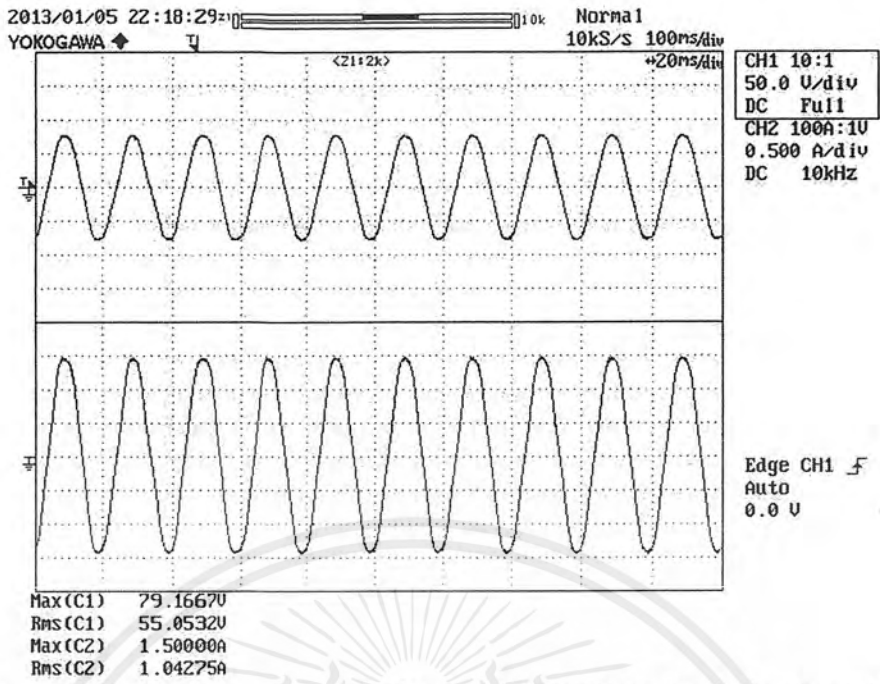 2013/01/05 22:18:29 Z1 10k Normal
YOKOGAWA 10kS/s 100ms/div
<Z1:2k> ↔20ms/div
CH1 10:1
50.0 V/div
DC Full
CH2 100A:1V
0.500 A/div
DC 10kHz
Edge CH1
Auto
0.0 V
Max(C1) 79.1667V
Rms(C1) 55.0532V
Max(C2) 1.50000A
Rms(C2) 1.04275A